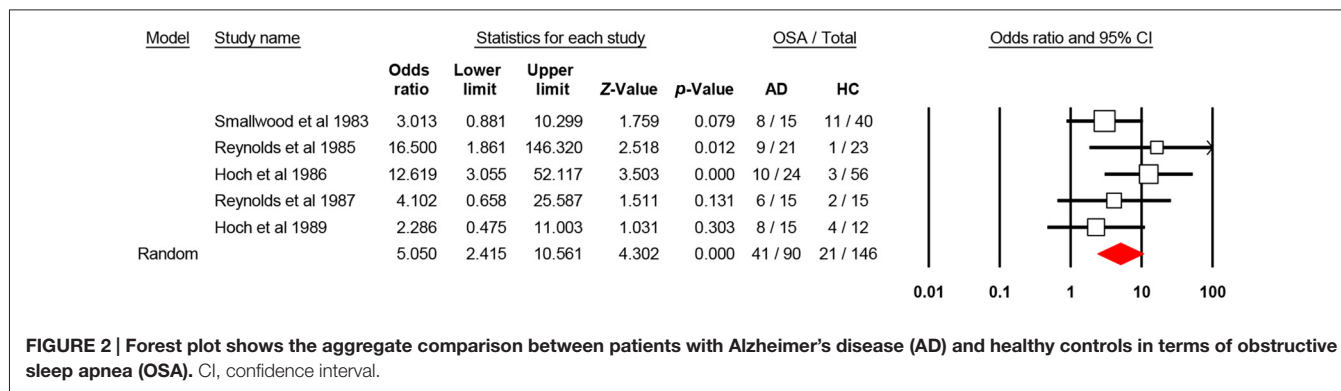 Model Study name Statistics for each study OSA / Total Odds ratio and 95% CI
Odds ratio Lower limit Upper limit Z-Value p-Value AD HC
Smallwood et al 1983 3.013 0.881 10.299 1.759 0.079 8 / 15 11 / 40
Reynolds et al 1985 16.500 1.861 146.320 2.518 0.012 9 / 21 1 / 23
Hoch et al 1986 12.619 3.055 52.117 3.503 0.000 10 / 24 3 / 56
Reynolds et al 1987 4.102 0.658 25.587 1.511 0.131 6 / 15 2 / 15
Hoch et al 1989 2.286 0.475 11.003 1.031 0.303 8 / 15 4 / 12
Random 5.050 2.415 10.561 4.302 0.000 41 / 90 21 / 146
0.01 0.1 1 10 100
FIGURE 2 | Forest plot shows the aggregate comparison between patients with Alzheimer’s disease (AD) and healthy controls in terms of obstructive
sleep apnea (OSA). CI, confidence interval.